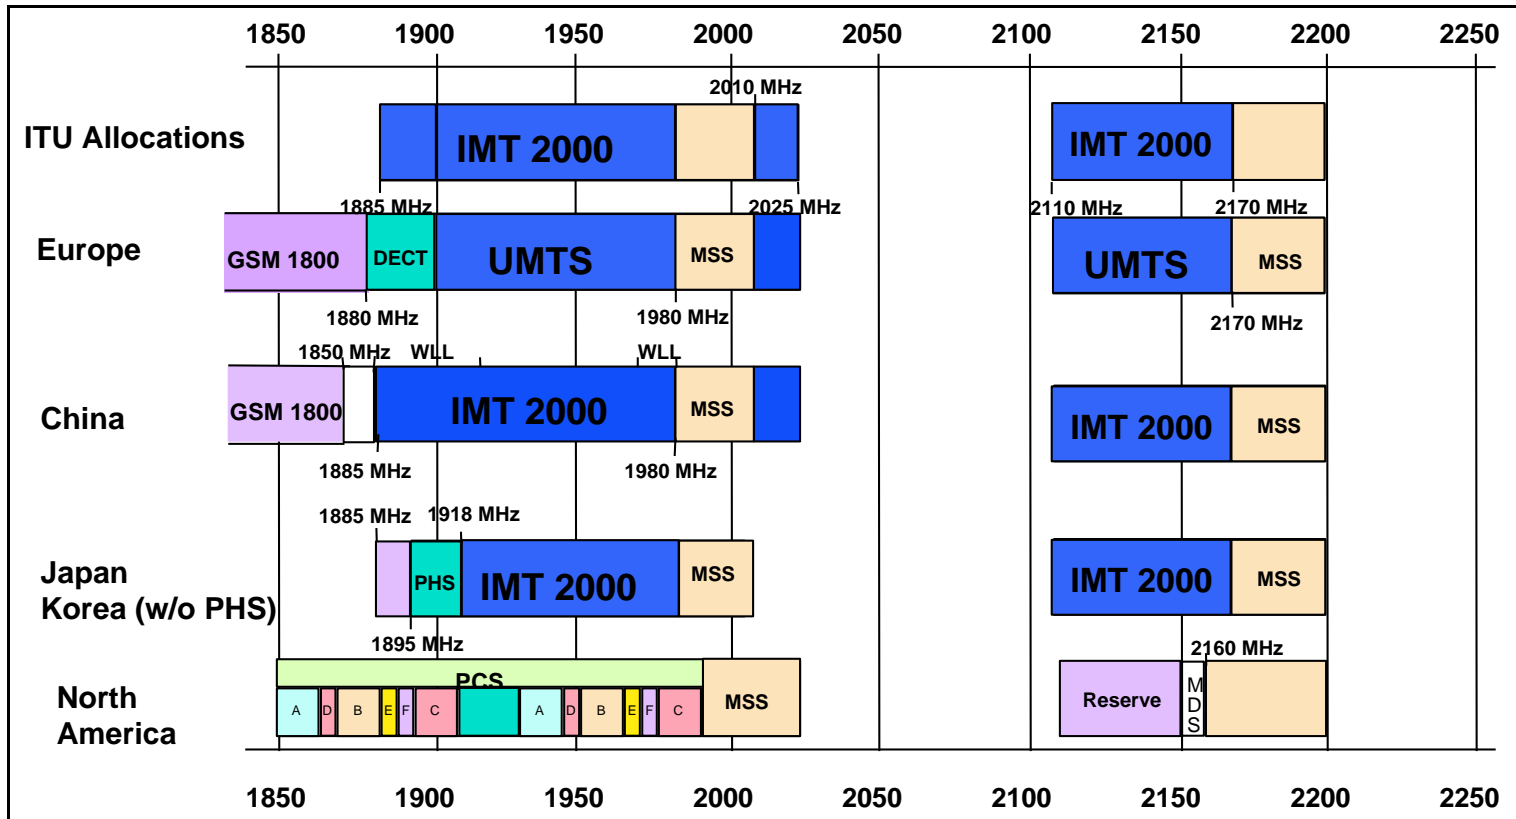 1850 1900 1950 2000 2050 2100 2150 2200 2250
2010 MHz
ITU Allocations
IMT 2000
IMT 2000
1885 MHz
2025 MHz
2110 MHz
2170 MHz
Europe
GSM 1800
DECT
UMTS
MSS
UMTS
MSS
1880 MHz
1980 MHz
2170 MHz
1850 MHz
WLL
WLL
China
GSM 1800
IMT 2000
MSS
IMT 2000
MSS
1885 MHz
1980 MHz
1885 MHz
1918 MHz
Japan
Korea (w/o PHS)
PHS
IMT 2000
MSS
IMT 2000
MSS
1895 MHz
2160 MHz
North
America
PCS
A D B E F C A D B E F C
MSS
Reserve
M
D
S
1850 1900 1950 2000 2050 2100 2150 2200 2250